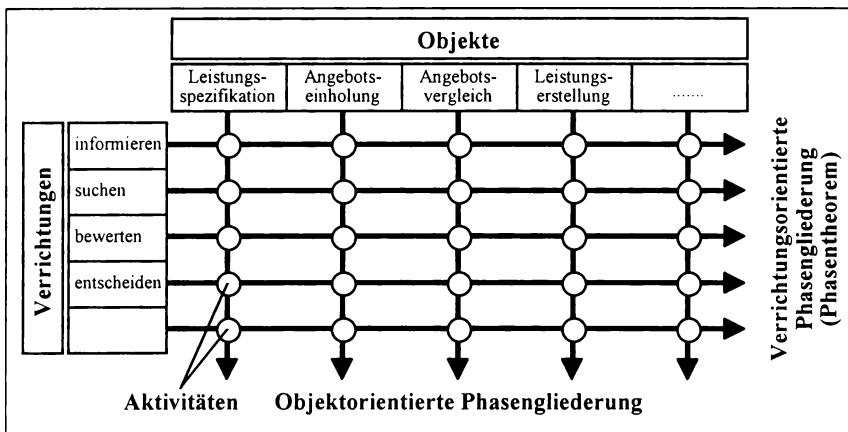 Objekte
Leistungs-
spezifikation
Angebots-
einholung
Angebots-
vergleich
Leistungs-
erstellung
.......
Verrichtungen
informieren
suchen
bewerten
entscheiden
Verrichtungsorientierte
Phasengliederung
(Phasentheorem)
Aktivitäten
Objektorientierte Phasengliederung